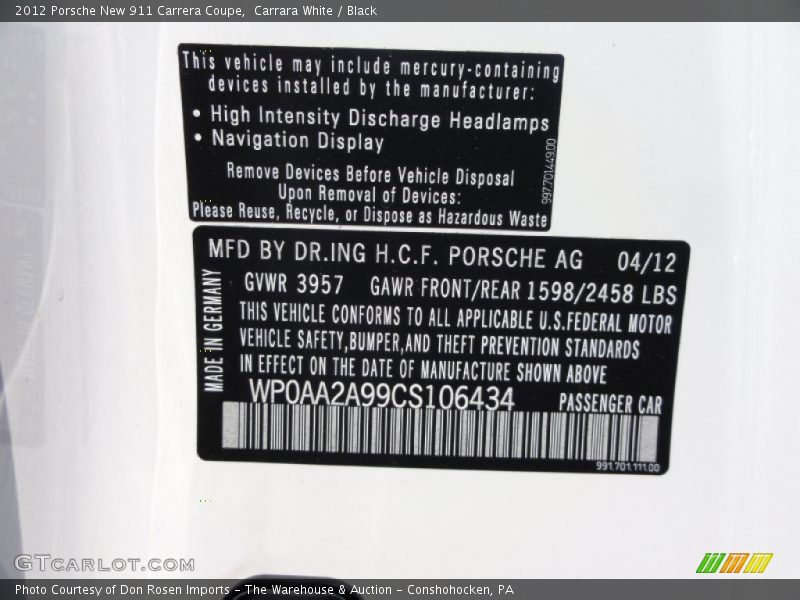 2012 Porsche New 911 Carrera Coupe,  Carrara White / Black
This vehicle may include mercury-containing
devices installed by the manufacturer:
• High Intensity Discharge Headlamps
• Navigation Display
Remove Devices Before Vehicle Disposal
Upon Removal of Devices:
Please Reuse, Recycle, or Dispose as Hazardous Waste
997.701.449.00
MFD BY DR.ING H.C.F. PORSCHE AG 04/12
GVWR 3957 GAWR FRONT/REAR 1598/2458 LBS
THIS VEHICLE CONFORMS TO ALL APPLICABLE U.S.FEDERAL MOTOR
VEHICLE SAFETY,BUMPER,AND THEFT PREVENTION STANDARDS
IN EFFECT ON THE DATE OF MANUFACTURE SHOWN ABOVE
MADE IN GERMANY
WP0AA2A99CS106434 PASSENGER CAR
991.701.111.00
GTCARLOT.COM
Photo Courtesy of Don Rosen Imports – The Warehouse & Auction – Conshohocken, PA